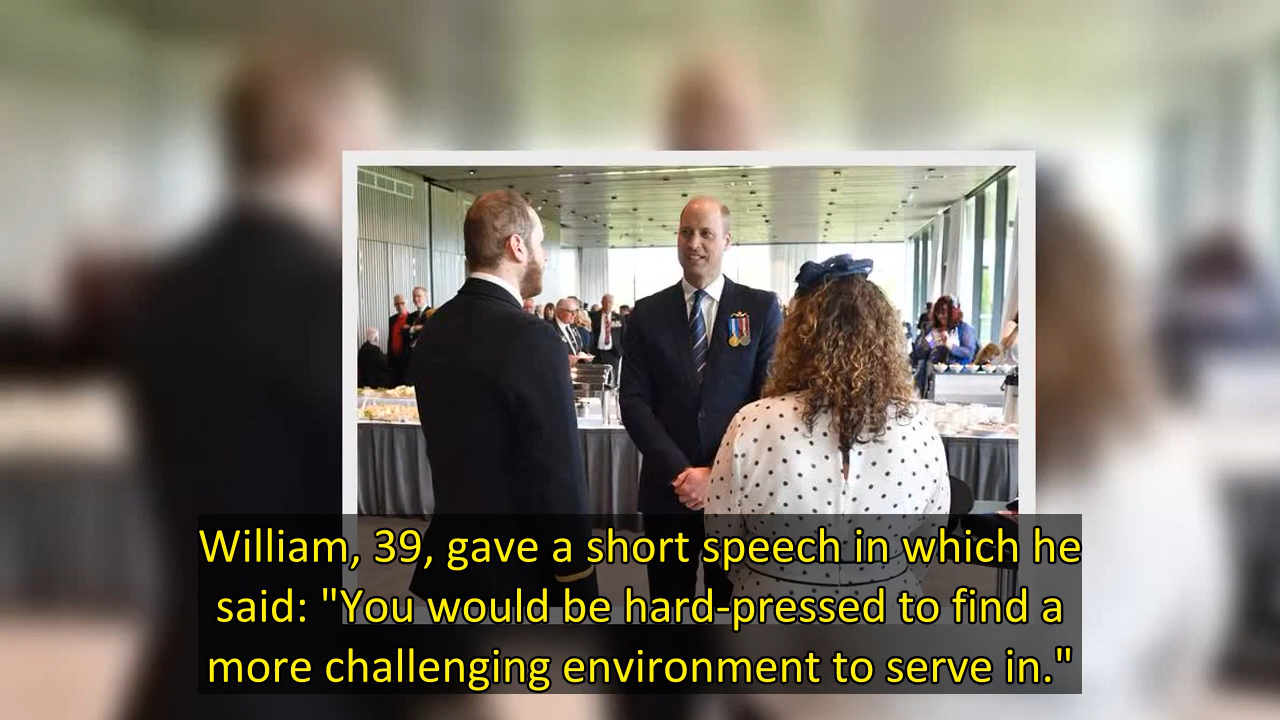 William, 39, gave a short speech in which he
said: "You would be hard-pressed to find a
more challenging environment to serve in."